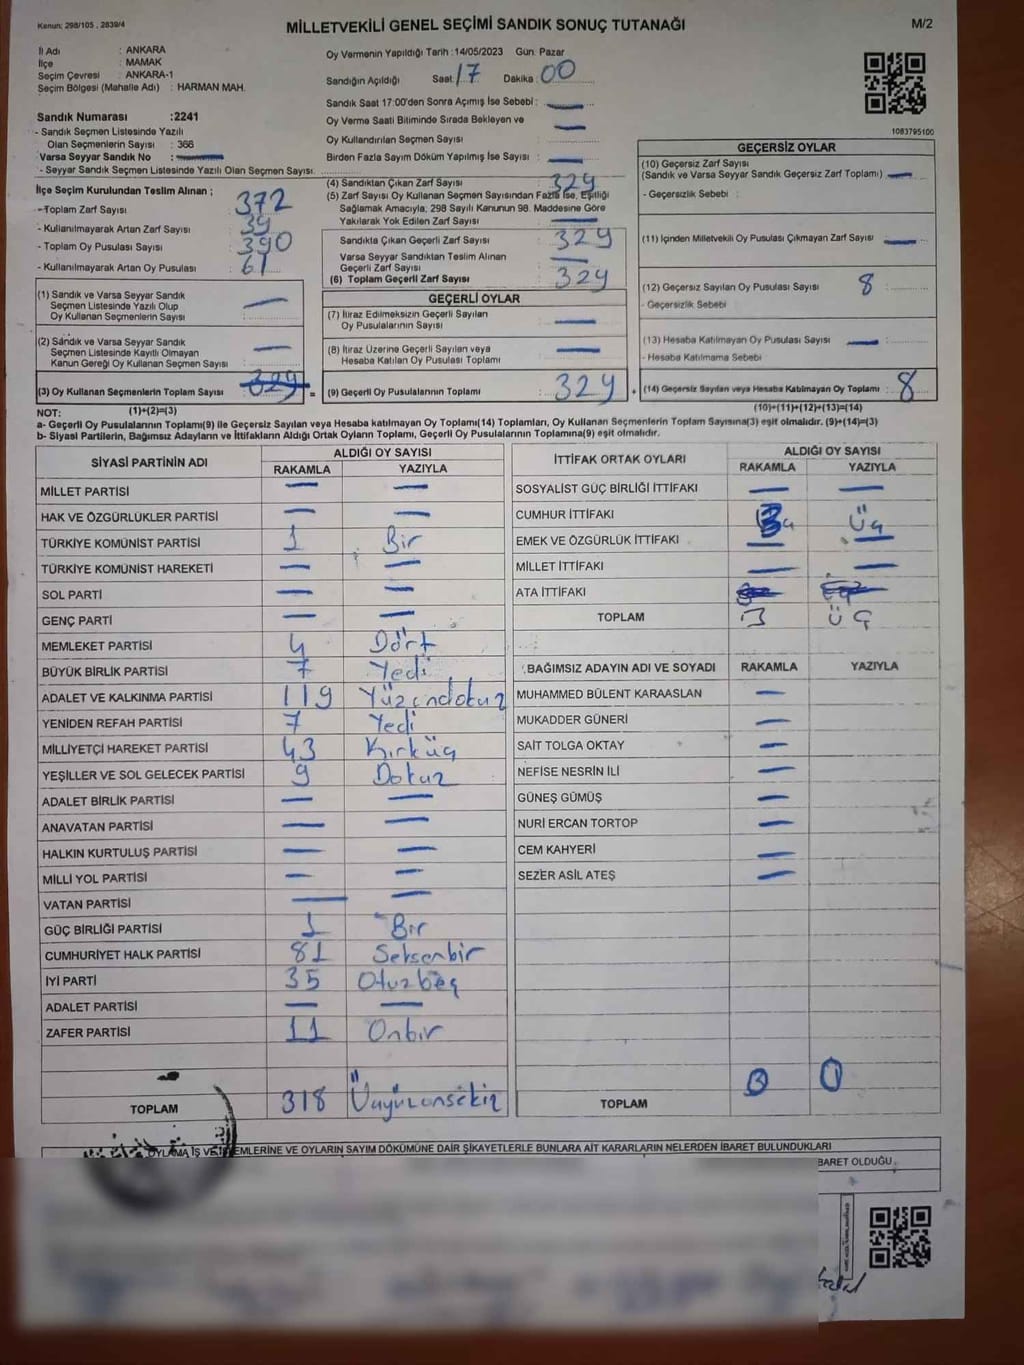 Kanun: 298/105 , 2839/4
MİLLETVEKİLİ GENEL SEÇİMİ SANDIK SONUÇ TUTANAĞI
M/2
İl Adı : ANKARA
İlçe : MAMAK
Seçim Çevresi : ANKARA-1
Seçim Bölgesi (Mahalle Adı) : HARMAN MAH.
Oy Vermenin Yapıldığı Tarih :14/05/2023 Gün: Pazar
Sandığın Açıldığı Saat: 17 Dakika: 00
Sandık Saat 17:00'den Sonra Açımış İse Sebebi :
Oy Verme Saati Bitiminde Sırada Bekleyen ve
Oy Kullandırılan Seçmen Sayısı :
Birden Fazla Sayım Döküm Yapılmış İse Sayısı :
1083795100
Sandık Numarası :2241
- Sandık Seçmen Listesinde Yazılı
Olan Seçmenlerin Sayısı : 366
Varsa Seyyar Sandık No :
- Seyyar Sandık Seçmen Listesinde Yazılı Olan Seçmen Sayısı.
İlçe Seçim Kurulundan Teslim Alınan ;
-Toplam Zarf Sayısı : 372
- Kullanılmayarak Artan Zarf Sayısı : 39
- Toplam Oy Pusulası Sayısı : 390
- Kullanılmayarak Artan Oy Pusulası : 61
(4) Sandıktan Çıkan Zarf Sayısı : 329
(5) Zarf Sayısı Oy Kullanan Seçmen Sayısından Fazla İse, Eşitliği
Sağlamak Amacıyla, 298 Sayılı Kanunun 98. Maddesine Göre
Yakılarak Yok Edilen Zarf Sayısı :
Sandıkta Çıkan Geçerli Zarf Sayısı : 329
Varsa Seyyar Sandıktan Teslim Alınan
Geçerli Zarf Sayısı :
(6) Toplam Geçerli Zarf Sayısı : 329
GEÇERSİZ OYLAR
(10) Geçersiz Zarf Sayısı
(Sandık ve Varsa Seyyar Sandık Geçersiz Zarf Toplamı) :
- Geçersizlik Sebebi :
(11) İçinden Milletvekili Oy Pusulası Çıkmayan Zarf Sayısı :
(12) Geçersiz Sayılan Oy Pusulası Sayısı : 8
- Geçersizlik Sebebi
(13) Hesaba Katılmayan Oy Pusulası Sayısı :
- Hesaba Katılmama Sebebi
(14) Geçersiz Sayılan veya Hesaba Katılmayan Oy Toplamı : 8
(10)+(11)+(12)+(13)=(14)
(1) Sandık ve Varsa Seyyar Sandık
Seçmen Listesinde Yazılı Olup
Oy Kullanan Seçmenlerin Sayısı :
(2) Sandık ve Varsa Seyyar Sandık
Seçmen Listesinde Kayıtlı Olmayan
Kanun Gereği Oy Kullanan Seçmen Sayısı :
(3) Oy Kullanan Seçmenlerin Toplam Sayısı : 329 =
(1)+(2)=(3)
GEÇERLİ OYLAR
(7) İtiraz Edilmeksizin Geçerli Sayılan
Oy Pusulalarının Sayısı :
(8) İtiraz Üzerine Geçerli Sayılan veya
Hesaba Katılan Oy Pusulası Toplamı :
(9) Geçerli Oy Pusulalarının Toplamı : 329 +
NOT:
a- Geçerli Oy Pusulalarının Toplamı(9) ile Geçersiz Sayılan veya Hesaba katılmayan Oy Toplamı(14) Toplamları, Oy Kullanan Seçmenlerin Toplam Sayısına(3) eşit olmalıdır. (9)+(14)=(3)
b- Siyasi Partilerin, Bağımsız Adayların ve İttifakların Aldığı Ortak Oyların Toplamı, Geçerli Oy Pusulalarının Toplamına(9) eşit olmalıdır.
SİYASİ PARTİNİN ADI
ALDIĞI OY SAYISI
RAKAMLA YAZIYLA
MİLLET PARTİSİ
HAK VE ÖZGÜRLÜKLER PARTİSİ
TÜRKİYE KOMÜNİST PARTİSİ 1 Bir
TÜRKİYE KOMÜNİST HAREKETİ
SOL PARTİ
GENÇ PARTİ
MEMLEKET PARTİSİ 4 Dört
BÜYÜK BİRLİK PARTİSİ 7 Yedi
ADALET VE KALKINMA PARTİSİ 119 Yüzondokuz
YENİDEN REFAH PARTİSİ 7 Yedi
MİLLİYETÇİ HAREKET PARTİSİ 43 Kırküç
YEŞİLLER VE SOL GELECEK PARTİSİ 9 Dokuz
ADALET BİRLİK PARTİSİ
ANAVATAN PARTİSİ
HALKIN KURTULUŞ PARTİSİ
MİLLİ YOL PARTİSİ
VATAN PARTİSİ
GÜÇ BİRLİĞİ PARTİSİ 1 Bir
CUMHURİYET HALK PARTİSİ 81 Seksenbir
İYİ PARTİ 35 Otuzbeş
ADALET PARTİSİ
ZAFER PARTİSİ 11 Onbir
TOPLAM 318 Üçyüzonsekiz
İTTİFAK ORTAK OYLARI
ALDIĞI OY SAYISI
RAKAMLA YAZIYLA
SOSYALİST GÜÇ BİRLİĞİ İTTİFAKI
CUMHUR İTTİFAKI 3 Üç
EMEK VE ÖZGÜRLÜK İTTİFAKI
MİLLET İTTİFAKI
ATA İTTİFAKI
TOPLAM 3 ÜÇ
BAĞIMSIZ ADAYIN ADI VE SOYADI RAKAMLA YAZIYLA
MUHAMMED BÜLENT KARAASLAN
MUKADDER GÜNERİ
SAİT TOLGA OKTAY
NEFİSE NESRİN İLİ
GÜNEŞ GÜMÜŞ
NURİ ERCAN TORTOP
CEM KAHYERİ
SEZER ASİL ATEŞ
TOPLAM
OYLAMA İŞ VE İŞLEMLERİNE VE OYLARIN SAYIM DÖKÜMÜNE DAİR ŞİKAYETLERLE BUNLARA AİT KARARLARIN NELERDEN İBARET BULUNDUKLARI
BARET OLDUĞU